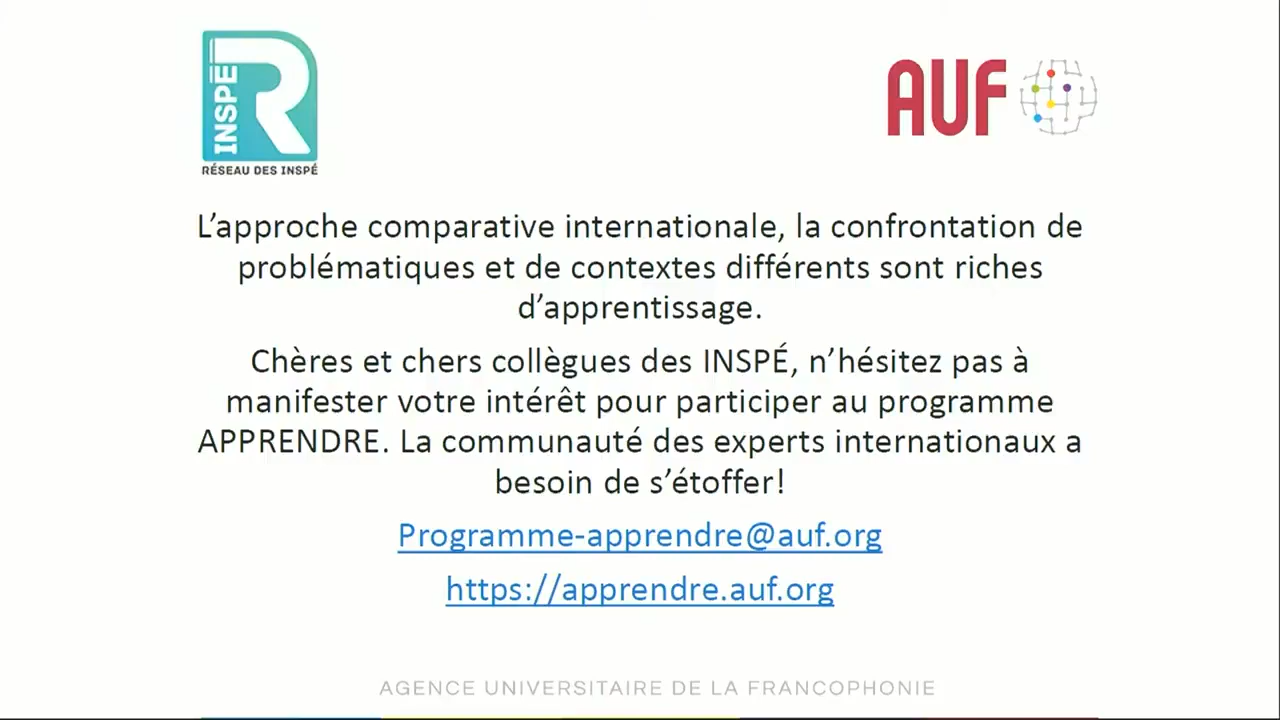 INSPÉ
R
RÉSEAU DES INSPÉ
AUF
L’approche comparative internationale, la confrontation de
problématiques et de contextes différents sont riches
d’apprentissage.
Chères et chers collègues des INSPÉ, n’hésitez pas à
manifester votre intérêt pour participer au programme
APPRENDRE. La communauté des experts internationaux a
besoin de s’étoffer!
Programme-apprendre@auf.org
https://apprendre.auf.org
AGENCE UNIVERSITAIRE DE LA FRANCOPHONIE